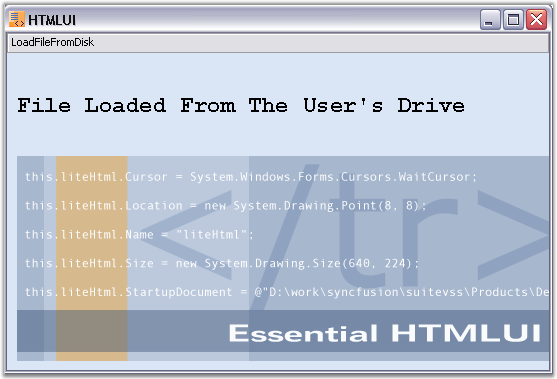 HTMLUI
LoadFileFromDisk
File Loaded From The User's Drive
</tr>
this.liteHtml.Cursor = System.Windows.Forms.Cursors.WaitCursor;
this.liteHtml.Location = new System.Drawing.Point(8, 8);
this.liteHtml.Name = "liteHtml";
this.liteHtml.Size = new System.Drawing.Size(640, 224);
this.liteHtml.StartupDocument = @"D:\work\syncfusion\suitevss\Products\De
Essential HTMLUI